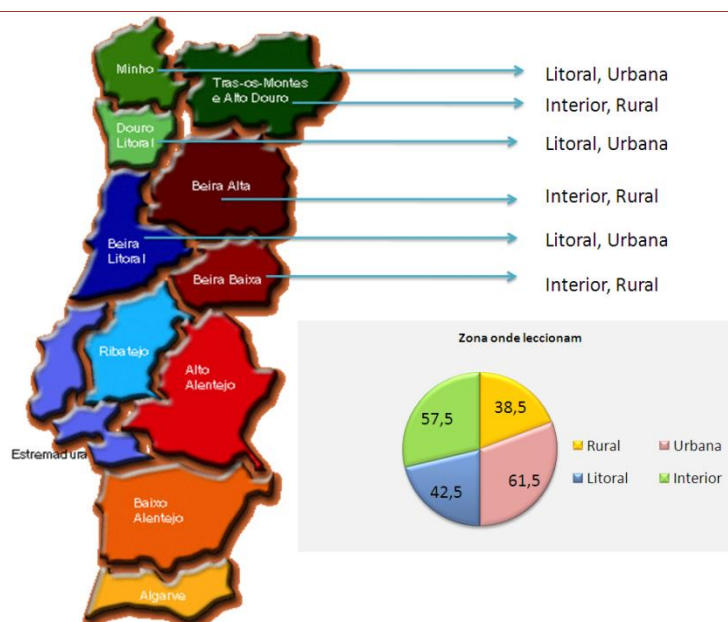 Minho
Tras-os-Montes
e Alto Douro
Douro
Litoral
Beira Alta
Beira
Litoral
Beira Baixa
Ribatejo
Alto
Alentejo
Estremadura
Baixo
Alentejo
Algarve
Litoral, Urbana
Interior, Rural
Litoral, Urbana
Interior, Rural
Litoral, Urbana
Interior, Rural
Zona onde leccionam
57,5
38,5
42,5
61,5
Rural
Urbana
Litoral
Interior